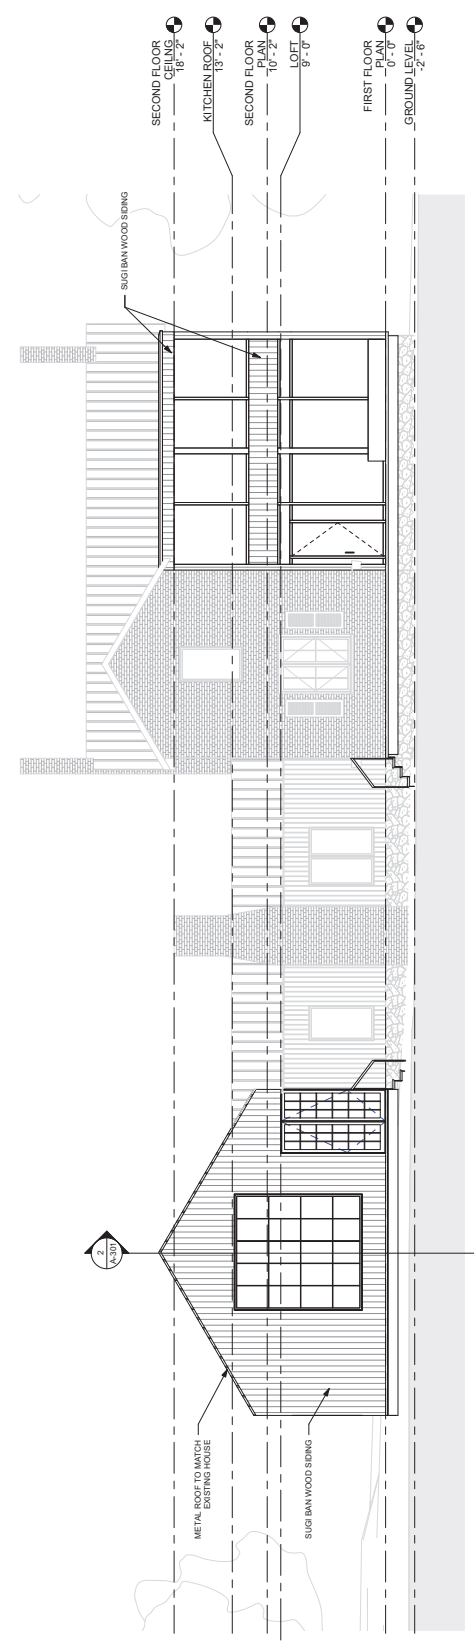 SECOND FLOOR
CEILNG
18' - 2"
KITCHEN ROOF
13' - 2"
SECOND FLOOR
PLAN
10' - 2"
LOFT
9' - 0"
FIRST FLOOR
PLAN
0' - 0"
GROUND LEVEL
-2' - 6"
SUGI BAN WOOD SIDING
2
A-301
METAL ROOF TO MATCH
EXISTING HOUSE
SUGI BAN WOOD SIDING